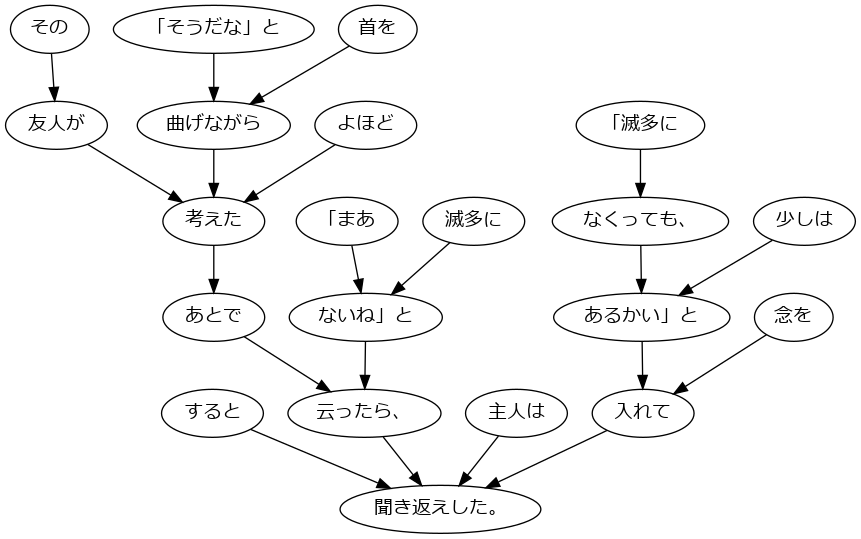 その
「そうだな」と
首を
友人が
曲げながら
よほど
「滅多に
考えた
「まあ
滅多に
なくっても、
少しは
あとで
ないね」と
あるかい」と
念を
すると
云ったら、
主人は
入れて
聞き返えした。